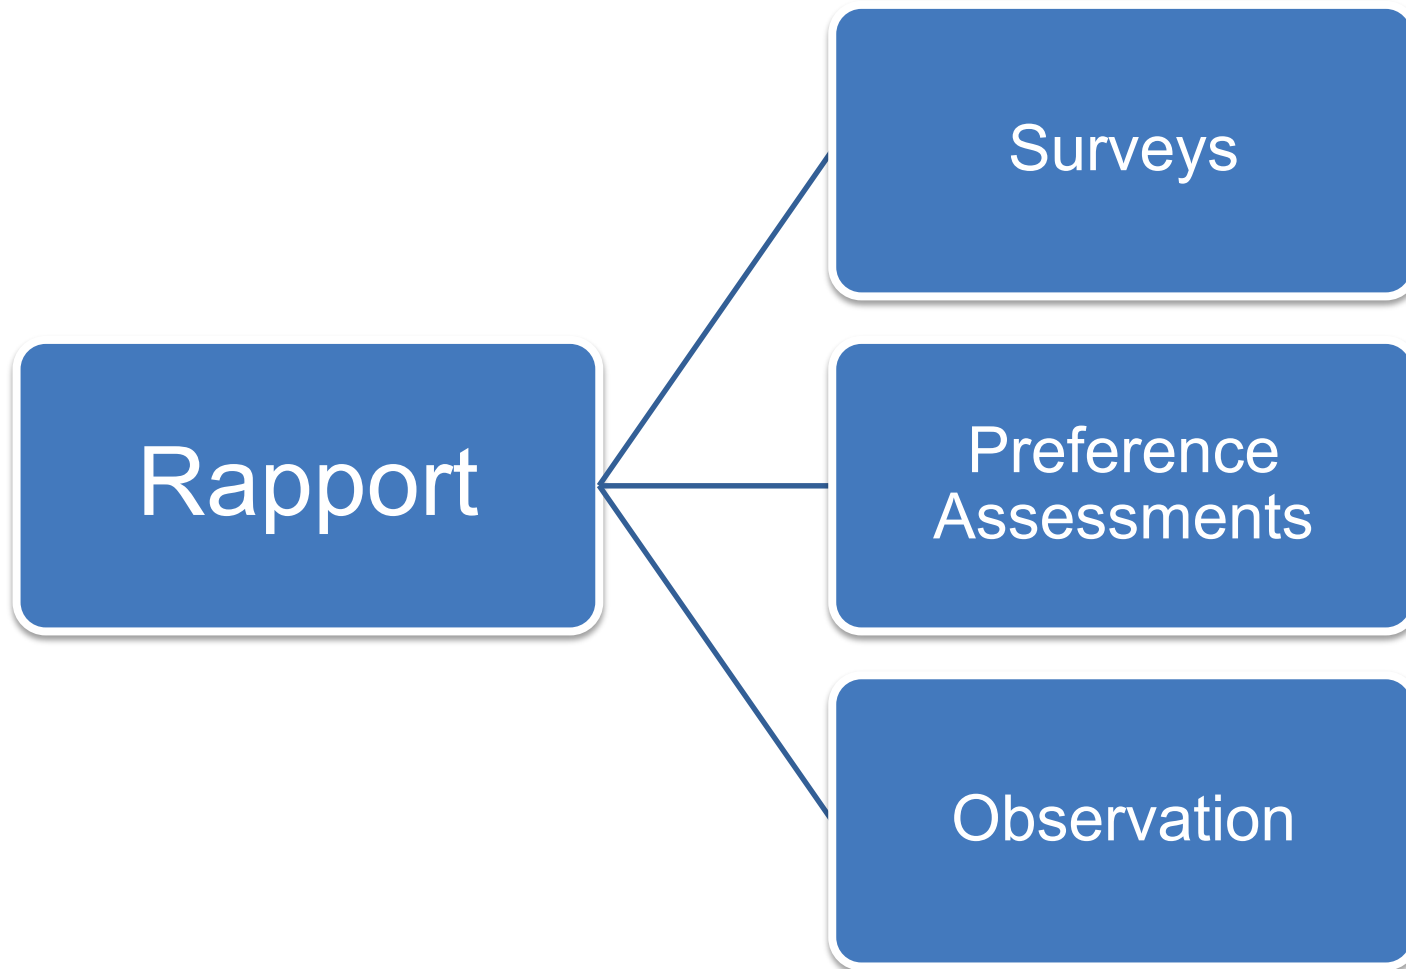 Rapport
Surveys
Preference
Assessments
Observation